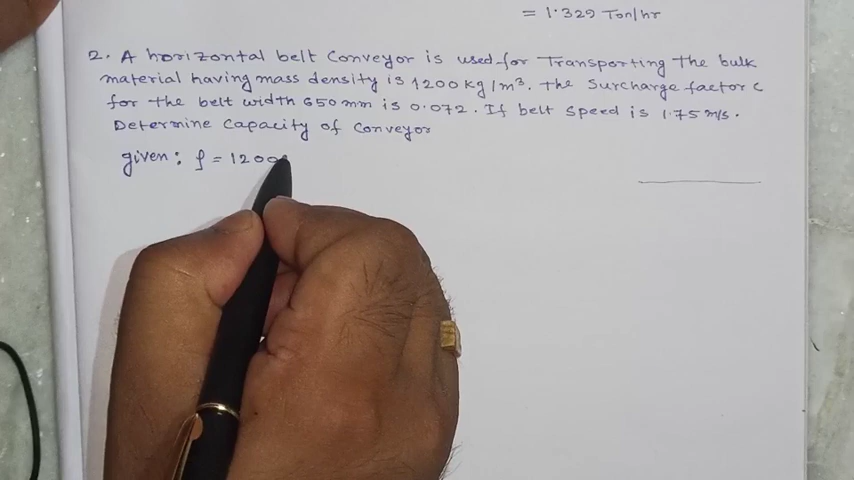 = 1.329 Ton/hr
2. A horizontal belt Conveyor is used for Transporting The bulk
material having mass density is 1200 kg/m³. The Surcharge factor C
for the belt width 650 mm is 0.072. If belt Speed is 1.75 m/s.
Determine Capacity of Conveyor
given: ρ = 1200